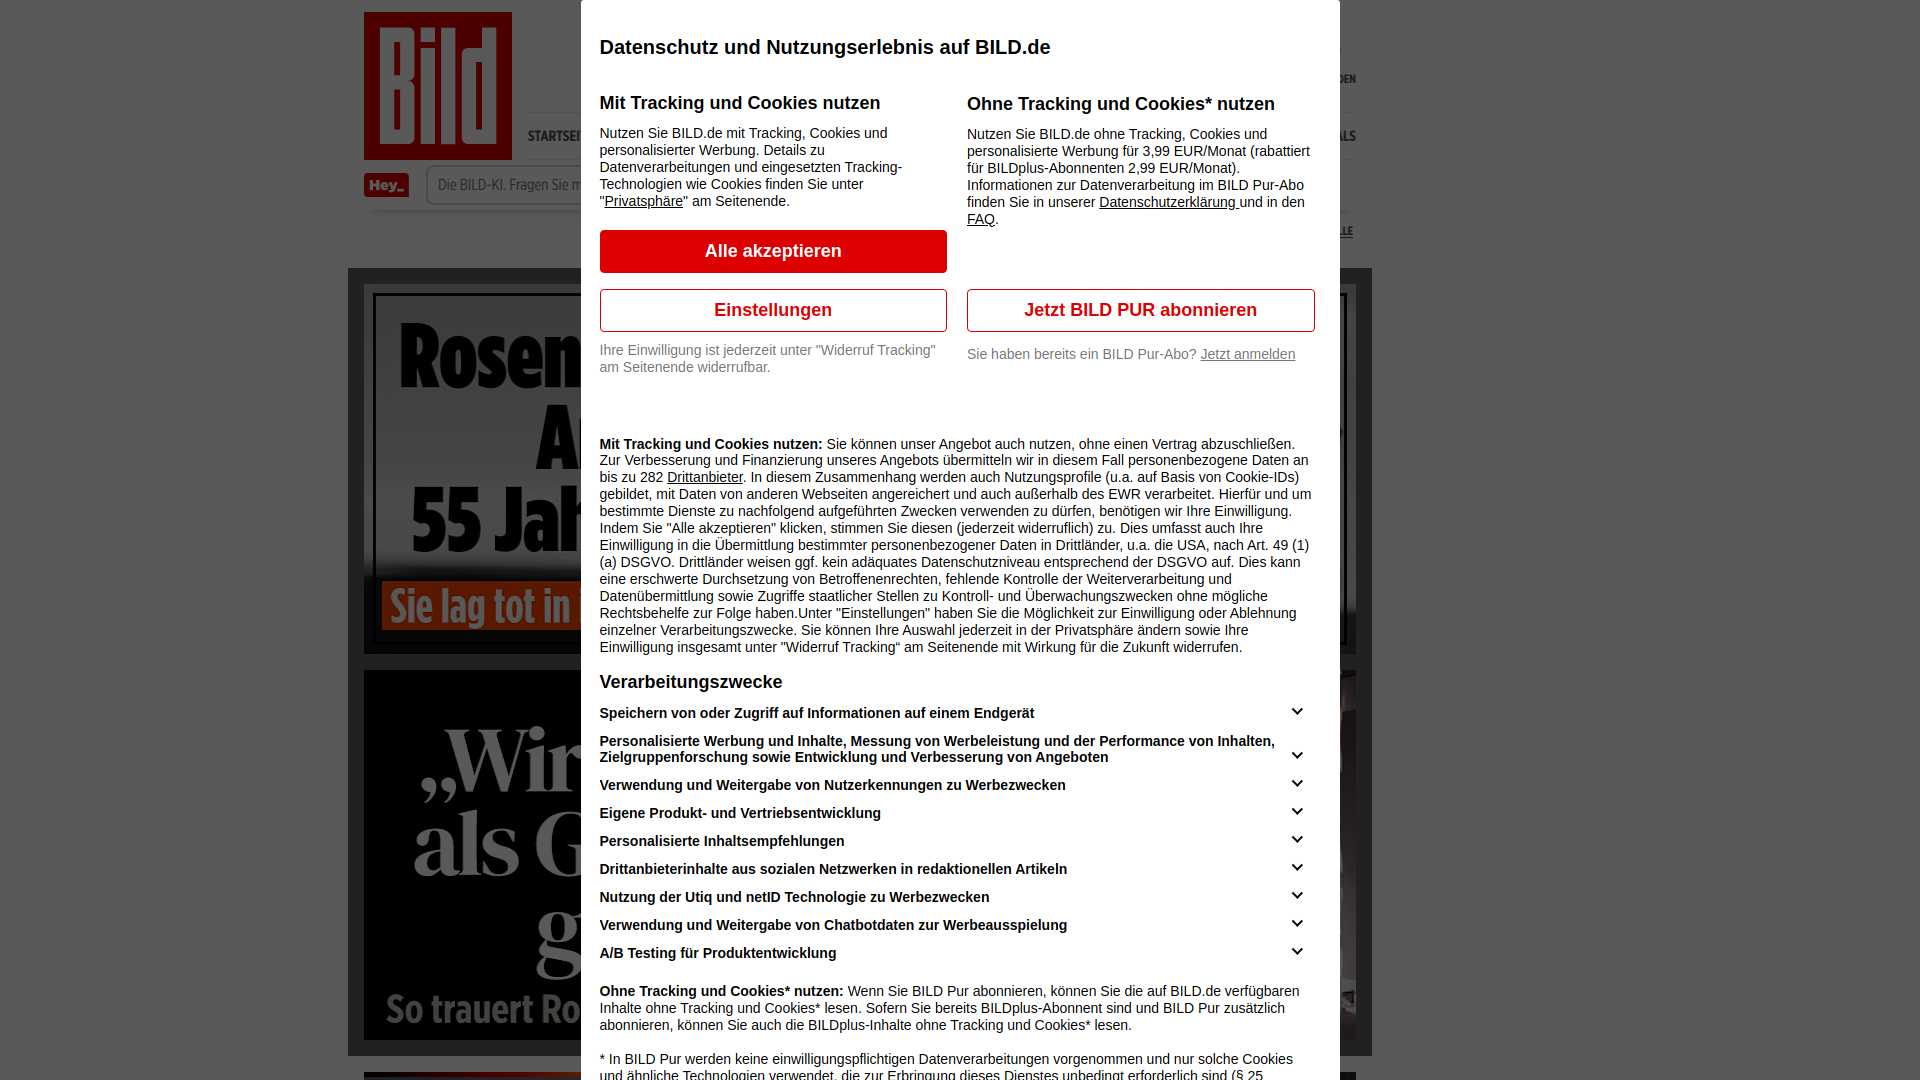 Bild
STARTSEI
Hey_
Die BILD-KI. Fragen Sie m
Rosen
55 Jah
Sie lag tot in
„Wir
als G
g
So trauert Ro
Datenschutz und Nutzungserlebnis auf BILD.de
Mit Tracking und Cookies nutzen
Nutzen Sie BILD.de mit Tracking, Cookies und
personalisierter Werbung. Details zu
Datenverarbeitungen und eingesetzten Tracking-
Technologien wie Cookies finden Sie unter
"Privatsphäre" am Seitenende.
Alle akzeptieren
Einstellungen
Ihre Einwilligung ist jederzeit unter "Widerruf Tracking"
am Seitenende widerrufbar.
Ohne Tracking und Cookies* nutzen
Nutzen Sie BILD.de ohne Tracking, Cookies und
personalisierte Werbung für 3,99 EUR/Monat (rabattiert
für BILDplus-Abonnenten 2,99 EUR/Monat).
Informationen zur Datenverarbeitung im BILD Pur-Abo
finden Sie in unserer Datenschutzerklärung und in den
FAQ.
Jetzt BILD PUR abonnieren
Sie haben bereits ein BILD Pur-Abo? Jetzt anmelden
Mit Tracking und Cookies nutzen: Sie können unser Angebot auch nutzen, ohne einen Vertrag abzuschließen.
Zur Verbesserung und Finanzierung unseres Angebots übermitteln wir in diesem Fall personenbezogene Daten an
bis zu 282 Drittanbieter. In diesem Zusammenhang werden auch Nutzungsprofile (u.a. auf Basis von Cookie-IDs)
gebildet, mit Daten von anderen Webseiten angereichert und auch außerhalb des EWR verarbeitet. Hierfür und um
bestimmte Dienste zu nachfolgend aufgeführten Zwecken verwenden zu dürfen, benötigen wir Ihre Einwilligung.
Indem Sie "Alle akzeptieren" klicken, stimmen Sie diesen (jederzeit widerruflich) zu. Dies umfasst auch Ihre
Einwilligung in die Übermittlung bestimmter personenbezogener Daten in Drittländer, u.a. die USA, nach Art. 49 (1)
(a) DSGVO. Drittländer weisen ggf. kein adäquates Datenschutzniveau entsprechend der DSGVO auf. Dies kann
eine erschwerte Durchsetzung von Betroffenenrechten, fehlende Kontrolle der Weiterverarbeitung und
Datenübermittlung sowie Zugriffe staatlicher Stellen zu Kontroll- und Überwachungszwecken ohne mögliche
Rechtsbehelfe zur Folge haben.Unter "Einstellungen" haben Sie die Möglichkeit zur Einwilligung oder Ablehnung
einzelner Verarbeitungszwecke. Sie können Ihre Auswahl jederzeit in der Privatsphäre ändern sowie Ihre
Einwilligung insgesamt unter "Widerruf Tracking“ am Seitenende mit Wirkung für die Zukunft widerrufen.
Verarbeitungszwecke
Speichern von oder Zugriff auf Informationen auf einem Endgerät
Personalisierte Werbung und Inhalte, Messung von Werbeleistung und der Performance von Inhalten,
Zielgruppenforschung sowie Entwicklung und Verbesserung von Angeboten
Verwendung und Weitergabe von Nutzerkennungen zu Werbezwecken
Eigene Produkt- und Vertriebsentwicklung
Personalisierte Inhaltsempfehlungen
Drittanbieterinhalte aus sozialen Netzwerken in redaktionellen Artikeln
Nutzung der Utiq und netID Technologie zu Werbezwecken
Verwendung und Weitergabe von Chatbotdaten zur Werbeausspielung
A/B Testing für Produktentwicklung
Ohne Tracking und Cookies* nutzen: Wenn Sie BILD Pur abonnieren, können Sie die auf BILD.de verfügbaren
Inhalte ohne Tracking und Cookies* lesen. Sofern Sie bereits BILDplus-Abonnent sind und BILD Pur zusätzlich
abonnieren, können Sie auch die BILDplus-Inhalte ohne Tracking und Cookies* lesen.
* In BILD Pur werden keine einwilligungspflichtigen Datenverarbeitungen vorgenommen und nur solche Cookies
und ähnliche Technologien verwendet, die zur Erbringung dieses Dienstes unbedingt erforderlich sind (§ 25